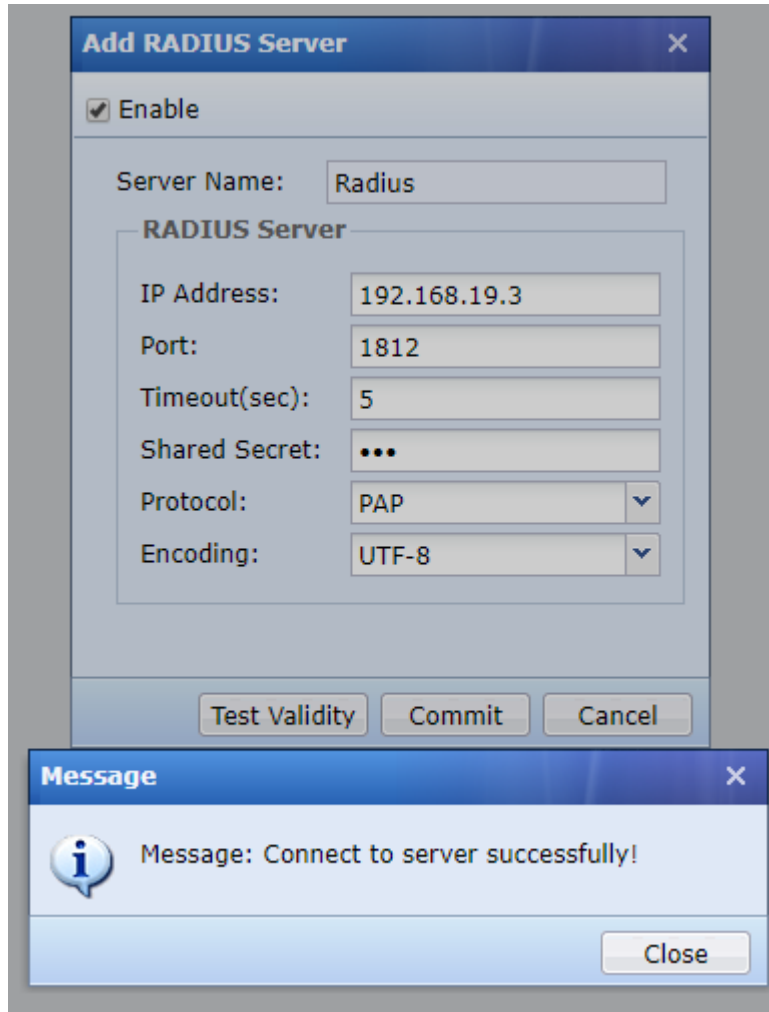 Add RADIUS Server
Enable
Server Name: Radius
RADIUS Server
IP Address: 192.168.19.3
Port: 1812
Timeout(sec): 5
Shared Secret: •••
Protocol: PAP
Encoding: UTF-8
Test Validity Commit Cancel
Message
Message: Connect to server successfully!
Close